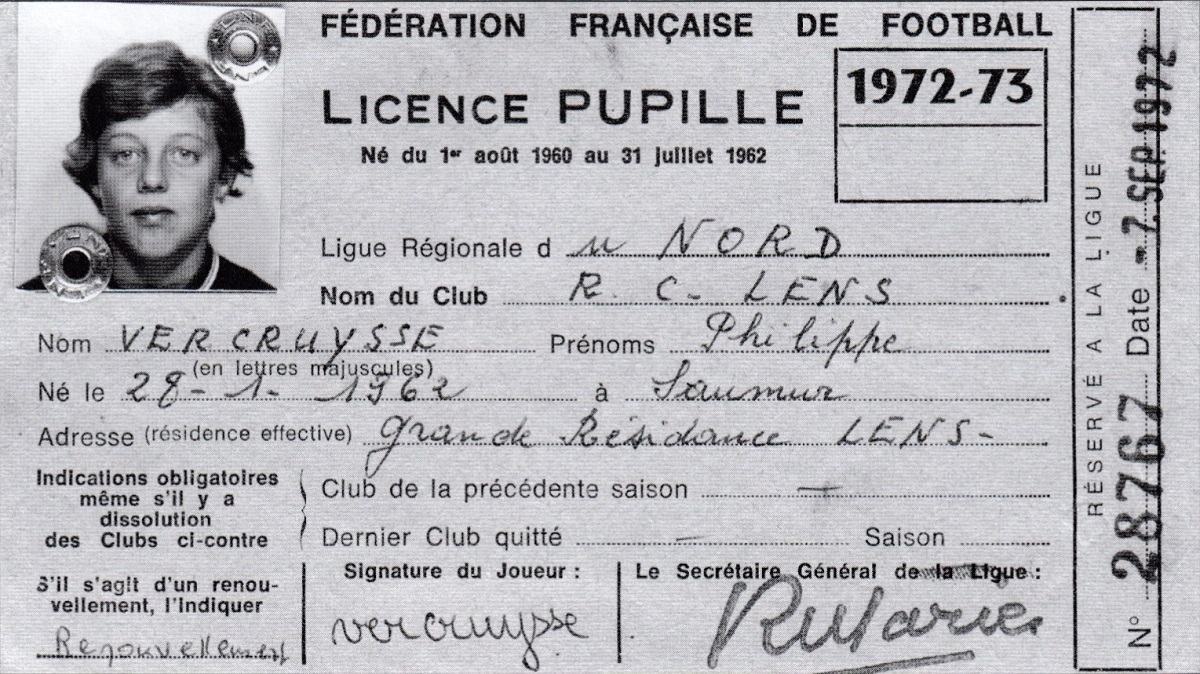 FÉDÉRATION FRANÇAISE DE FOOTBALL
LICENCE PUPILLE
1972-73
Né du 1er août 1960 au 31 juillet 1962
Ligue Régionale d u NORD
Nom du Club R. C. LENS
Nom VERCRUYSSE Prénoms Philippe
(en lettres majuscules)
Né le 28-1-1962 à Saumur
Adresse (résidence effective) grande Résidance LENS-
Indications obligatoires
même s'il y a
dissolution
des Clubs ci-contre
Club de la précédente saison
Dernier Club quitté Saison
S'il s'agit d'un renou-
vellement, l'indiquer
Renouvellement
Signature du Joueur :
vercruysse
Le Secrétaire Général de la Ligue :
RÉSERVÉ A LA LIGUE
N° 28767 Date -7.SEP.1972